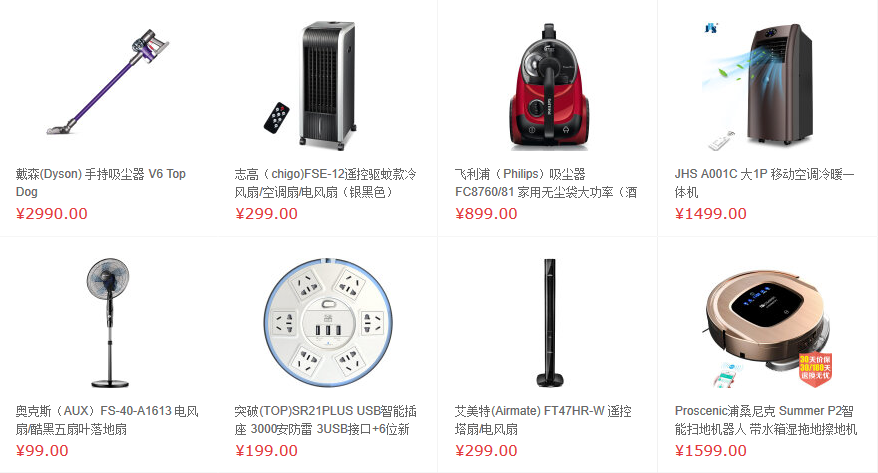 JHS
戴森(Dyson) 手持吸尘器 V6 Top
Dog
¥2990.00
志高（chigo)FSE-12遥控驱蚊款冷
风扇/空调扇/电风扇（银黑色）
¥299.00
飞利浦（Philips）吸尘器
FC8760/81 家用无尘袋大功率（酒
¥899.00
JHS A001C 大1P 移动空调冷暖一
体机
¥1499.00
30天价保
30/180天
退换无忧
奥克斯（AUX）FS-40-A1613 电风
扇/酷黑五扇叶落地扇
¥99.00
突破(TOP)SR21PLUS USB智能插
座 3000安防雷 3USB接口+6位新
¥199.00
艾美特(Airmate) FT47HR-W 遥控
塔扇/电风扇
¥299.00
Proscenic浦桑尼克 Summer P2智
能扫地机器人 带水箱湿拖地擦地机
¥1599.00